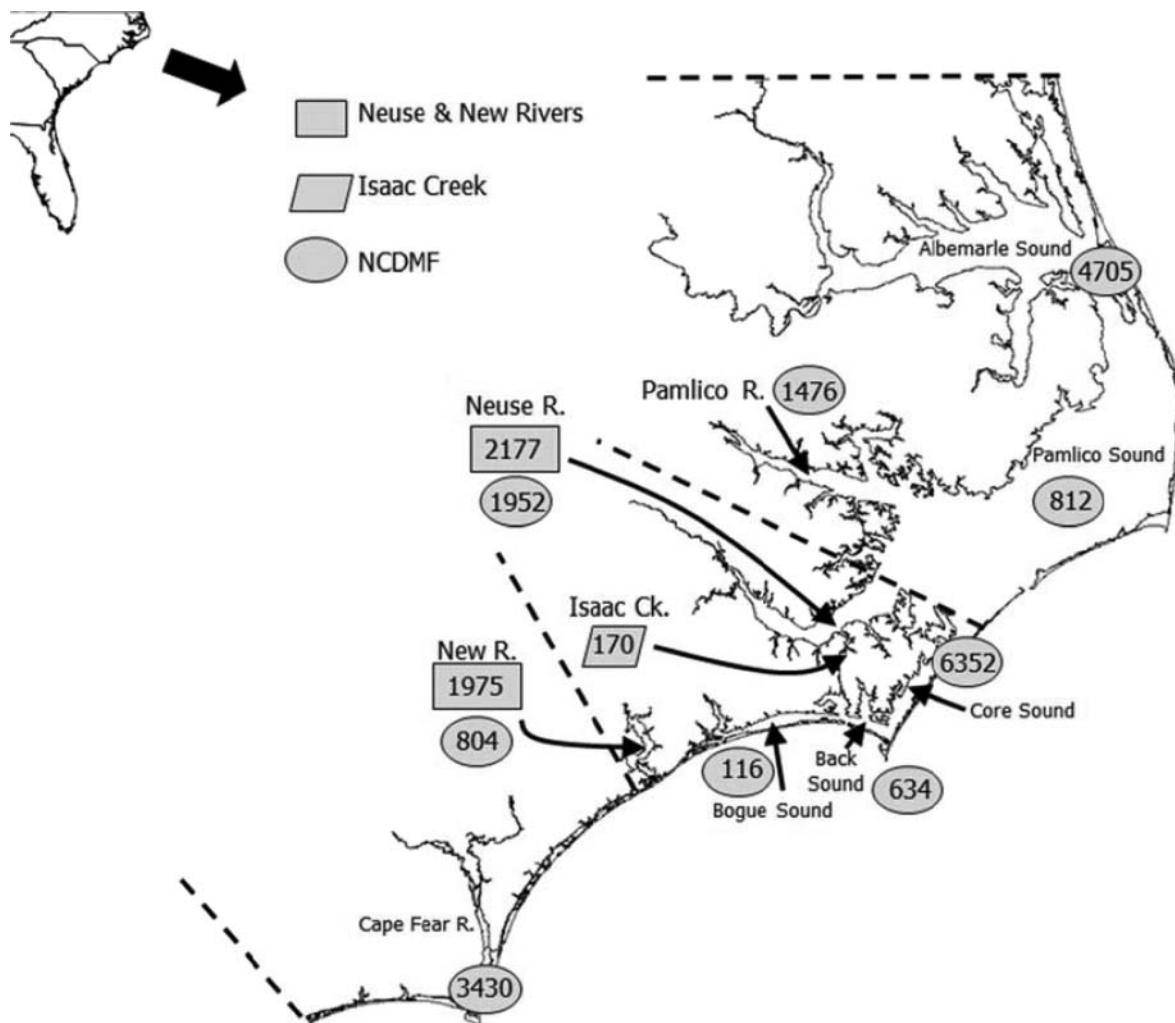 Neuse & New Rivers
Isaac Creek
NCDMF
Albemarle Sound
4705
Pamlico R.
1476
Neuse R.
2177
1952
Pamlico Sound
812
Isaac Ck.
170
6352
New R.
1975
804
Core Sound
116
Back
Sound
634
Bogue Sound
Cape Fear R.
3430